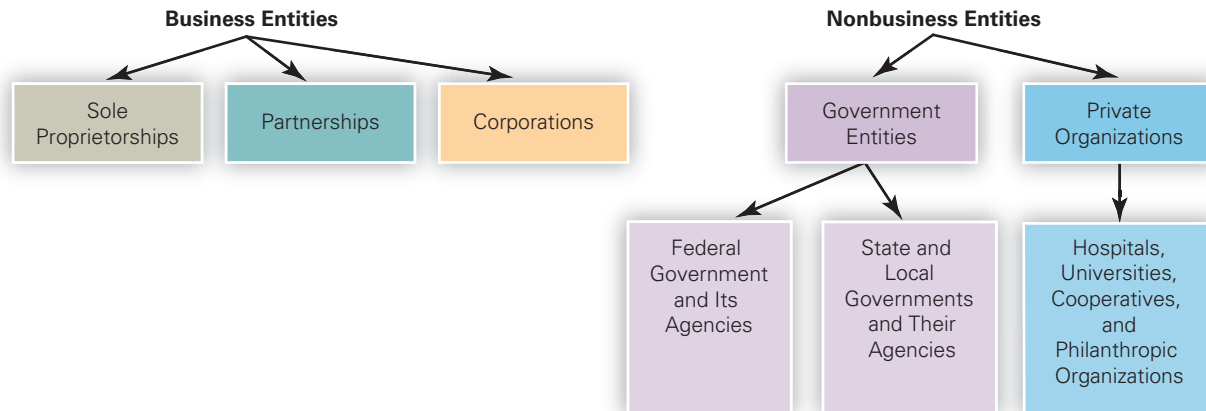 Business Entities
Sole
Proprietorships
Partnerships
Corporations
Nonbusiness Entities
Government
Entities
Private
Organizations
Federal
Government
and Its
Agencies
State and
Local
Governments
and Their
Agencies
Hospitals,
Universities,
Cooperatives,
and
Philanthropic
Organizations